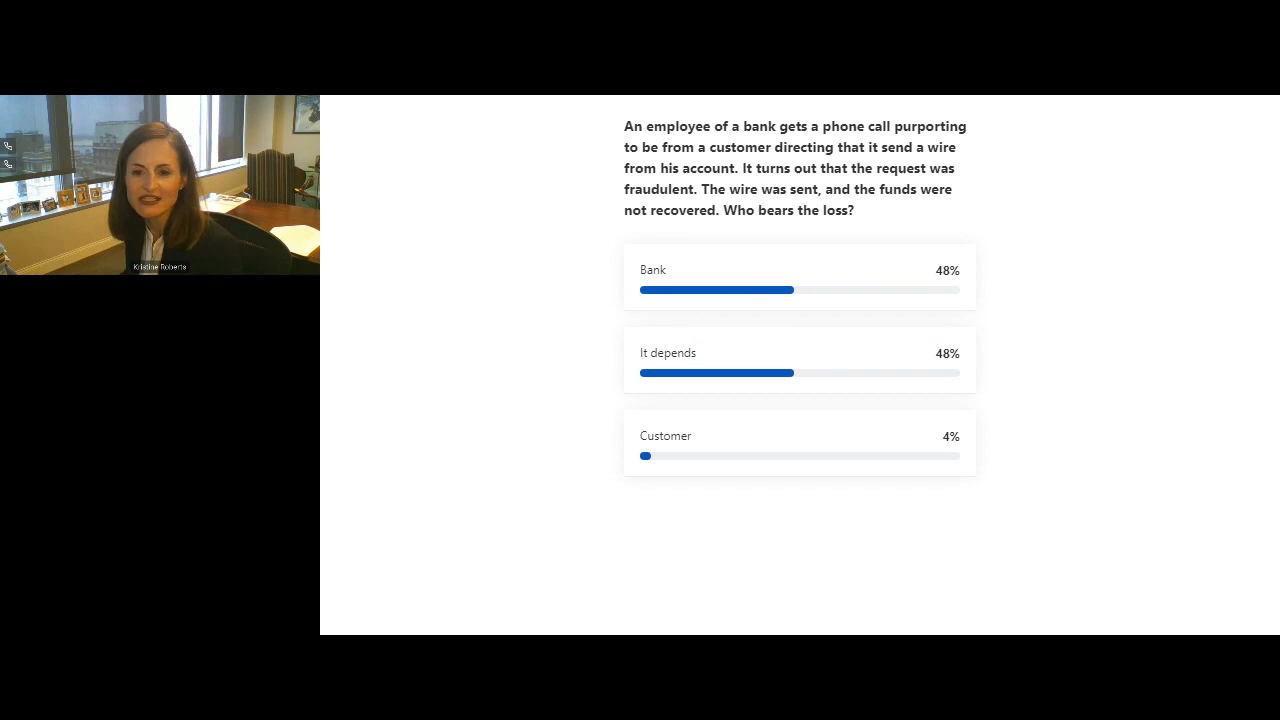 An employee of a bank gets a phone call purporting
to be from a customer directing that it send a wire
from his account. It turns out that the request was
fraudulent. The wire was sent, and the funds were
not recovered. Who bears the loss?
Bank 48%
It depends 48%
Customer 4%
Kristine Roberts